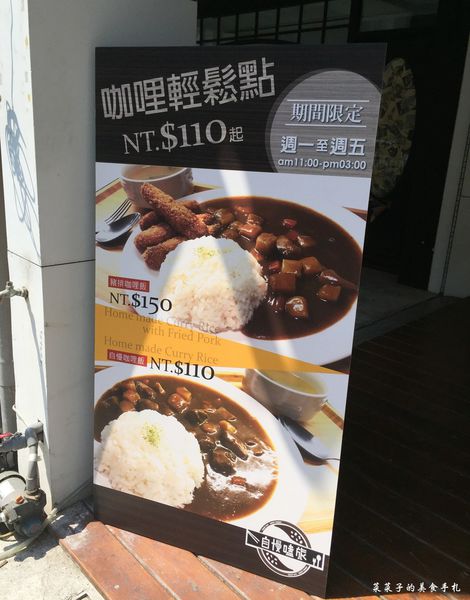 咖哩輕鬆點
NT.$110起
期間限定
週一至週五
am11:00-pm03:00
豬排咖哩飯
NT.$150
Home made Curry Rice
with Fried Pork
Home made Curry Rice
自慢咖哩飯 NT.$110
自慢嗑飯
菜菜子的美食手札